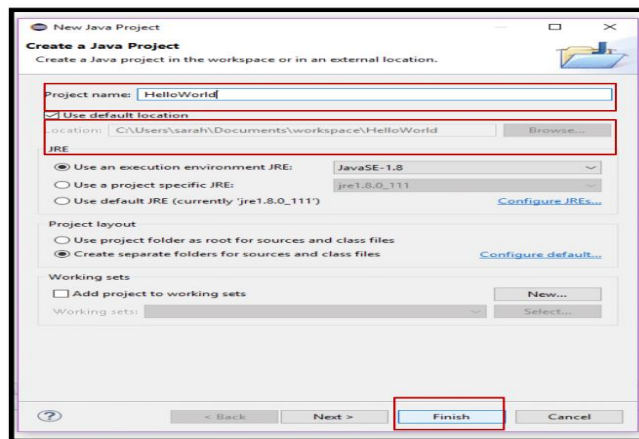 New Java Project
Create a Java Project
Create a Java project in the workspace or in an external location.
Project name: HelloWorld
Use default location
Location: C:\Users\sarah\Documents\workspace\HelloWorld Browse...
JRE
Use an execution environment JRE: JavaSE-1.8
Use a project specific JRE: jre1.8.0_111
Use default JRE (currently 'jre1.8.0_111') Configure JREs...
Project layout
Use project folder as root for sources and class files
Create separate folders for sources and class files Configure default...
Working sets
Add project to working sets New...
Working sets: Select...
? < Back Next > Finish Cancel